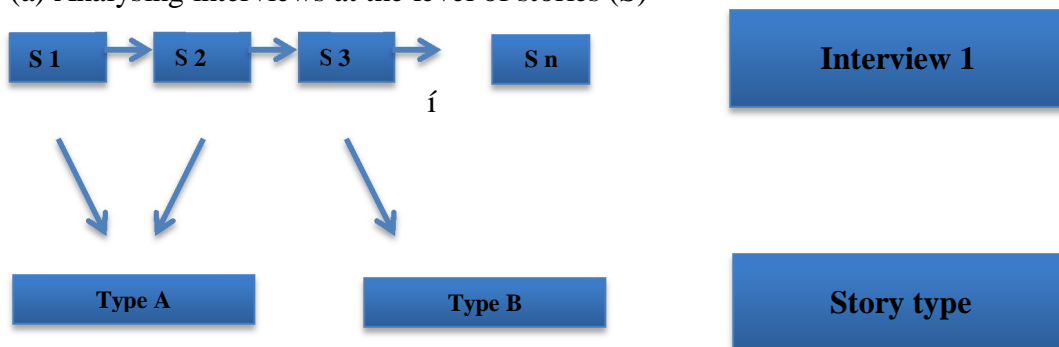 (a) Analysing interviews at the level of stories (S)
S 1 S 2 S 3 S n Interview 1
í
Type A Type B Story type